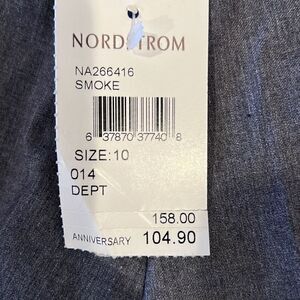 NORDSTROM
NA266416
SMOKE
6 37870 37740 8
SIZE:10
014
DEPT
158.00
ANNIVERSARY 104.90